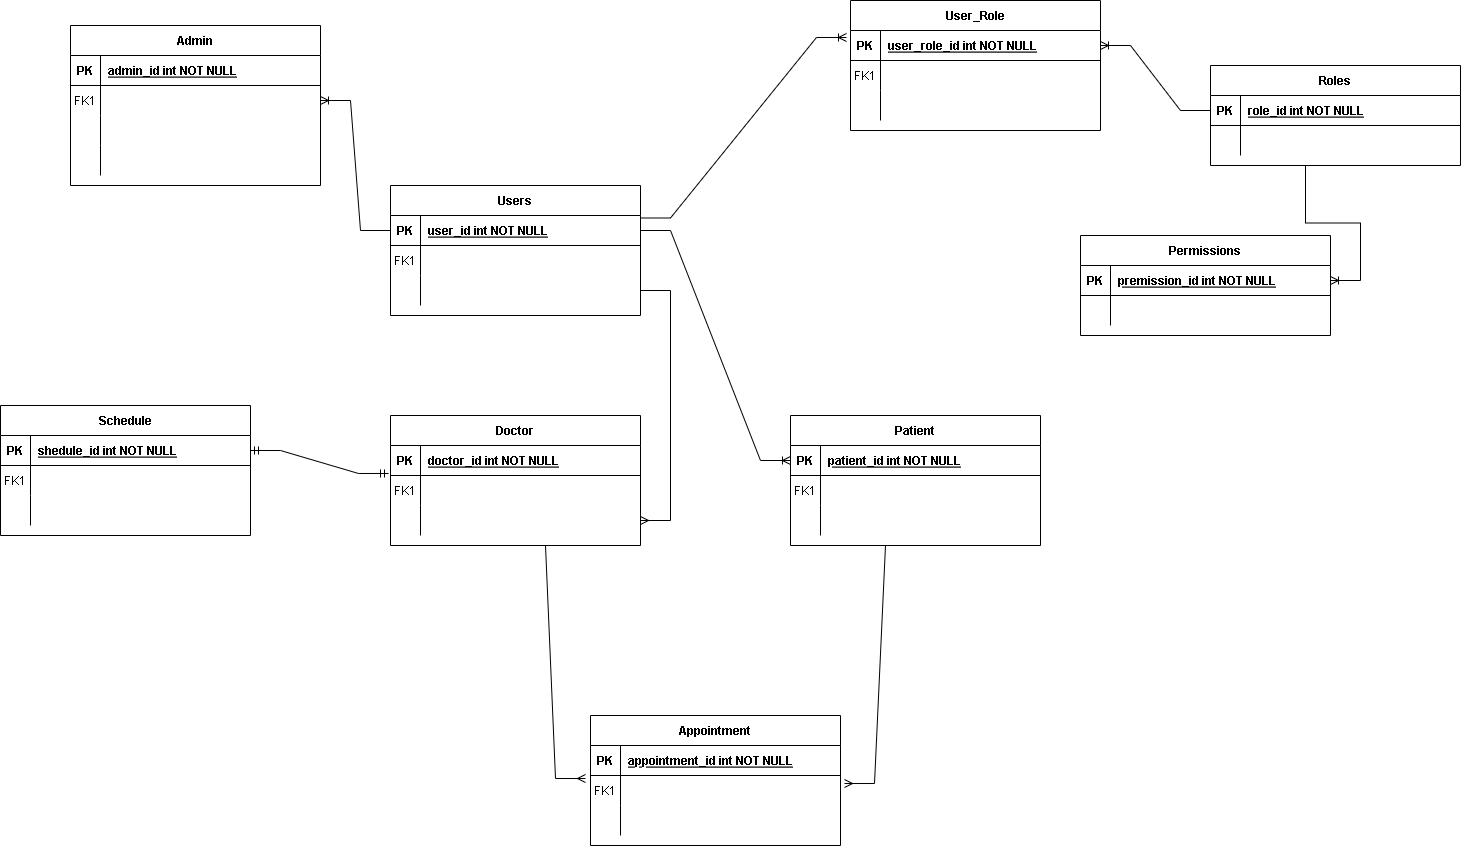 User_Role
PK user_role_id int NOT NULL
FK1
Admin
PK admin_id int NOT NULL
FK1
Roles
PK role_id int NOT NULL
Users
PK user_id int NOT NULL
FK1
Permissions
PK premission_id int NOT NULL
Schedule
PK shedule_id int NOT NULL
FK1
Doctor
PK doctor_id int NOT NULL
FK1
Patient
PK patient_id int NOT NULL
FK1
Appointment
PK appointment_id int NOT NULL
FK1